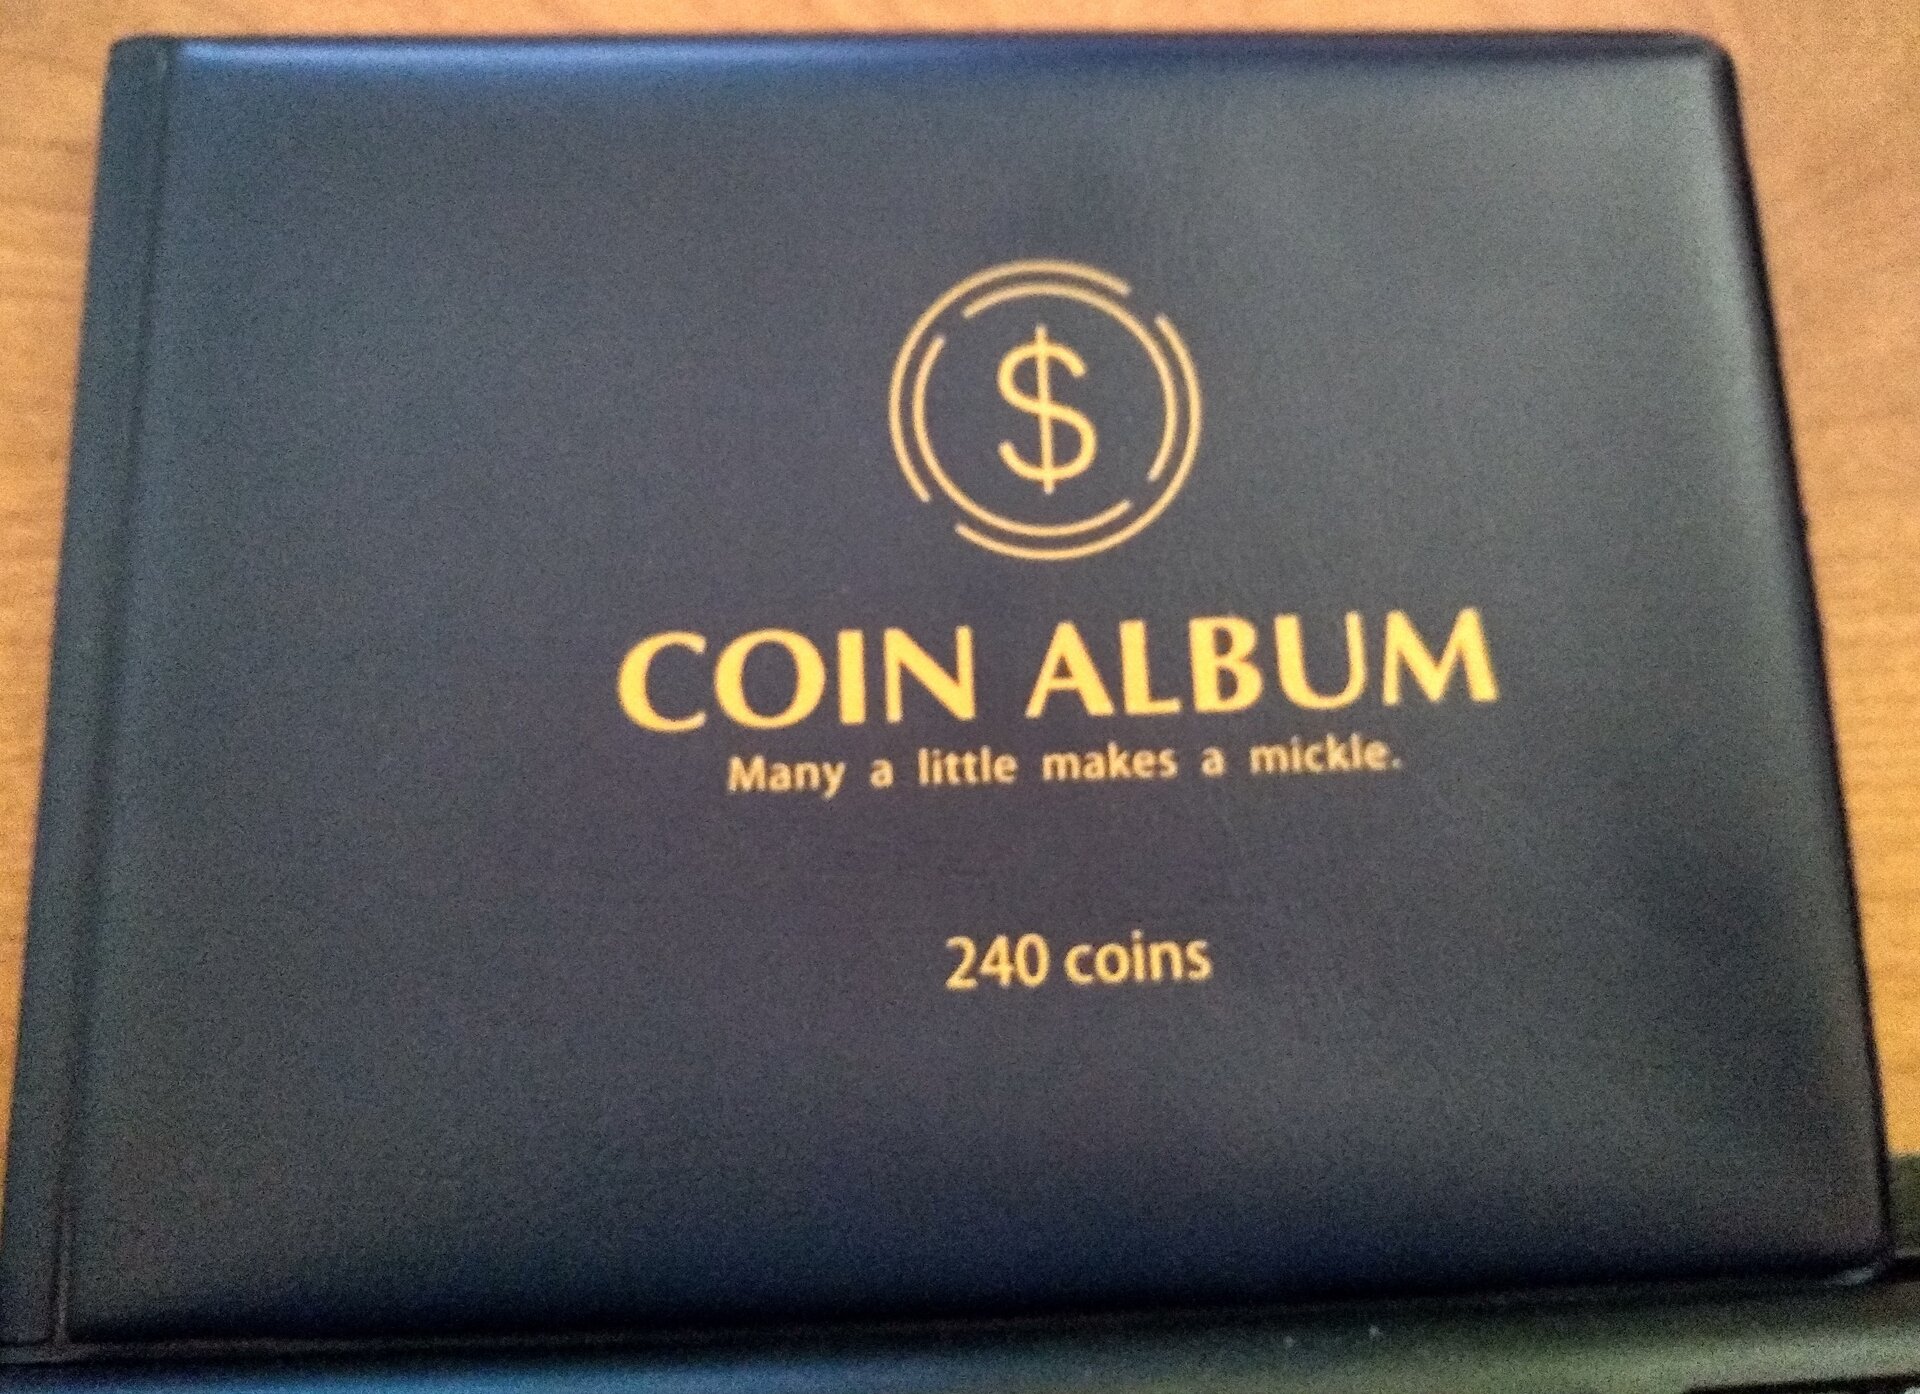 $
COIN ALBUM
Many a little makes a mickle.
240 coins